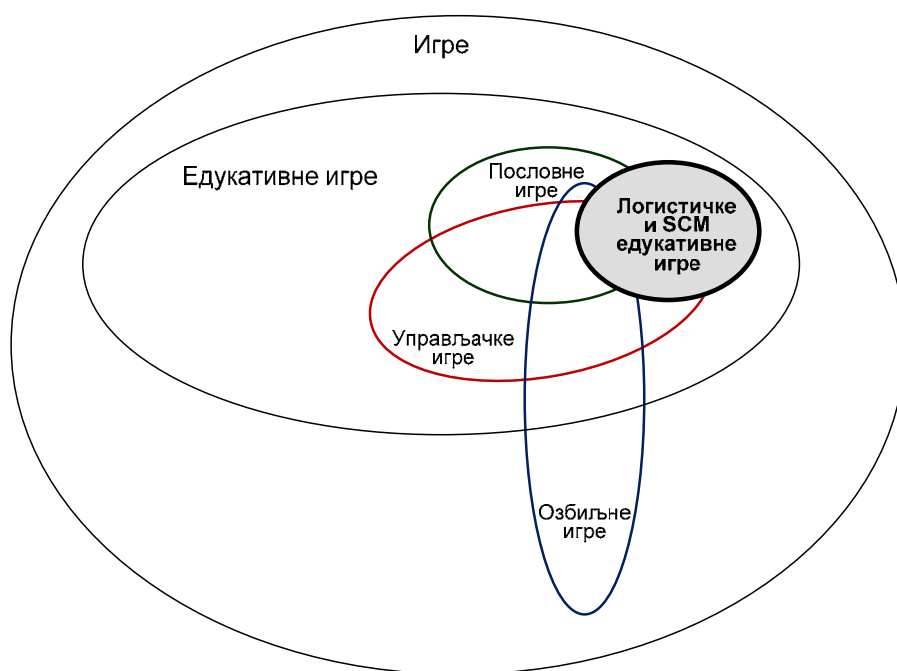 Игре
Едукативне игре
Пословне
игре
Логистичке
и SCM
едукативне
игре
Управљачке
игре
Озбиљне
игре